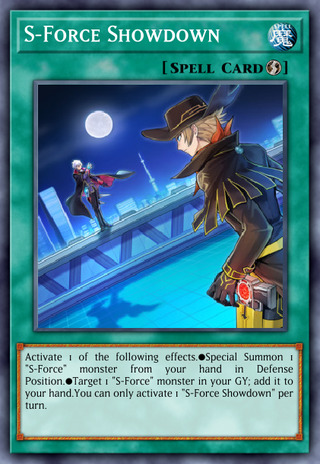 S-Force Showdown
魔
[Spell Card]
Activate 1 of the following effects.●Special Summon 1
"S-Force" monster from your hand in Defense
Position.●Target 1 "S-Force" monster in your GY; add it to
your hand.You can only activate 1 "S-Force Showdown" per
turn.